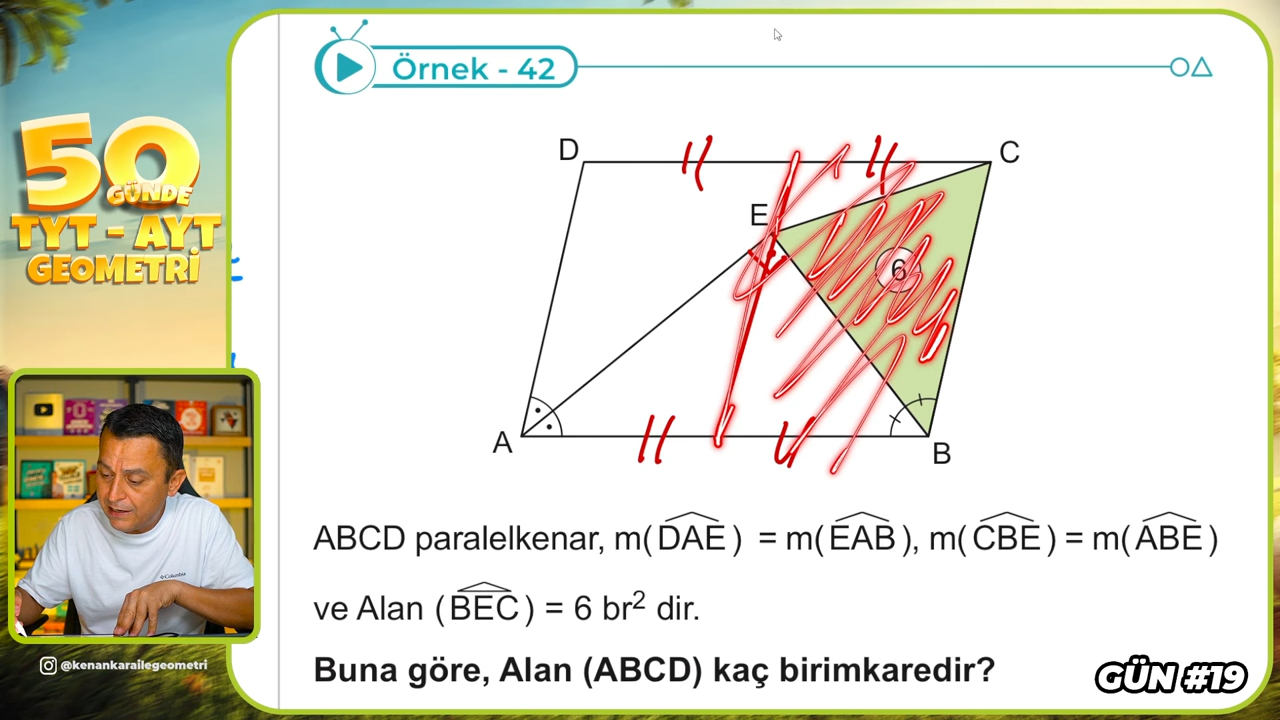 Örnek - 42
50
GÜNDE
TYT - AYT
GEOMETRİ
D
C
E
6
A
B
ABCD paralelkenar, m(DAE) = m(EAB), m(CBE) = m(ABE)
ve Alan (BEC) = 6 br² dir.
Buna göre, Alan (ABCD) kaç birimkaredir?
@kenankarailegeometri
GÜN #19
Columbia